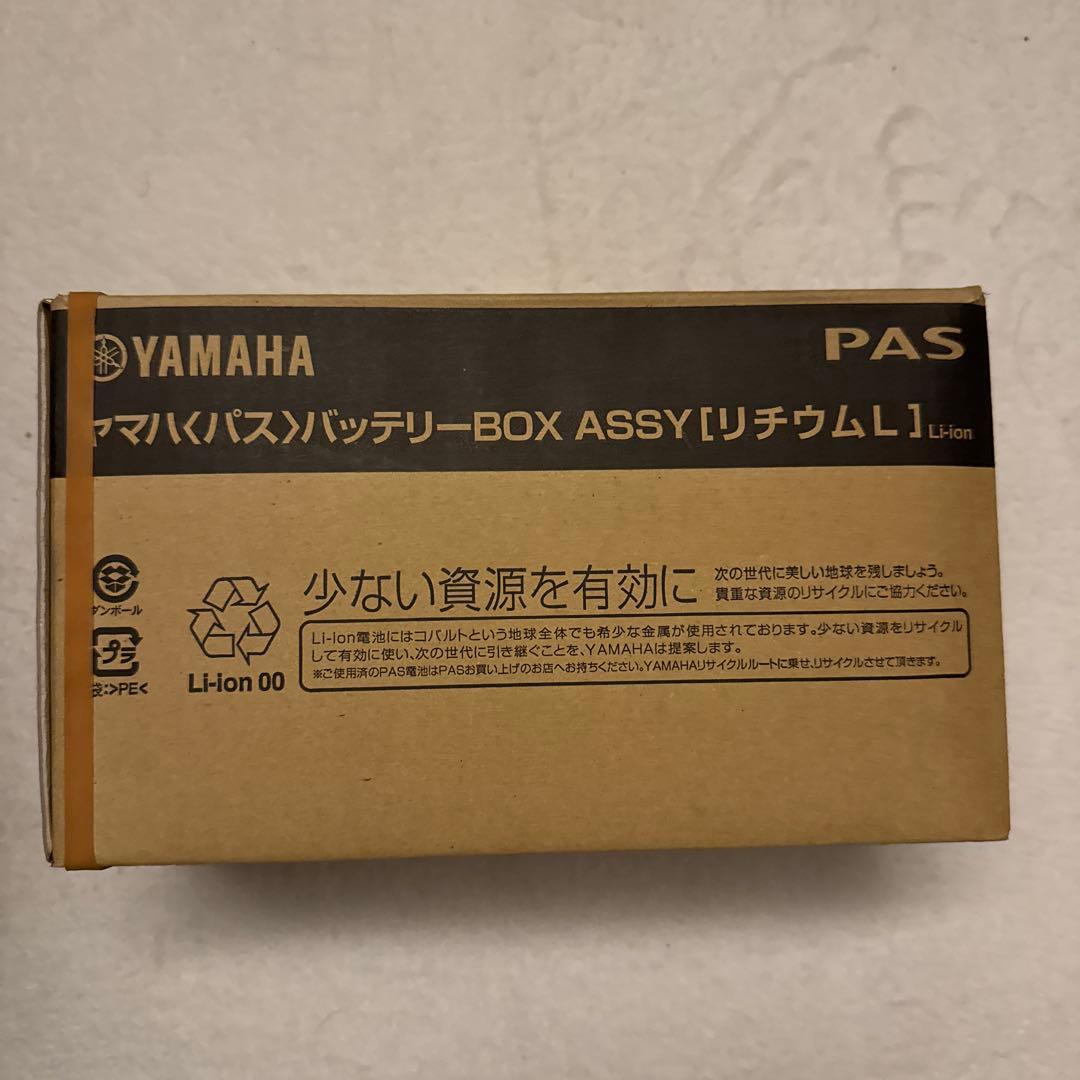 YAMAHA
PAS
ヤマハ〈パス〉バッテリーBOX ASSY[リチウムL] Li-ion
ダンボール
プラ
袋:>PE<
Li-ion 00
少ない資源を有効に
次の世代に美しい地球を残しましょう。
貴重な資源のリサイクルにご協力ください。
Li-ion電池にはコバルトという地球全体でも希少な金属が使用されております。少ない資源をリサイクル
して有効に使い、次の世代に引き継ぐことを、YAMAHAは提案します。
※ご使用済のPAS電池はPASお買い上げのお店へお持ちください。YAMAHAリサイクルルートに乗せ、リサイクルさせて頂きます。